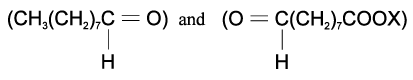 (CH₃(CH₂)₇C=O) and (O=C(CH₂)₇COOX)
H H